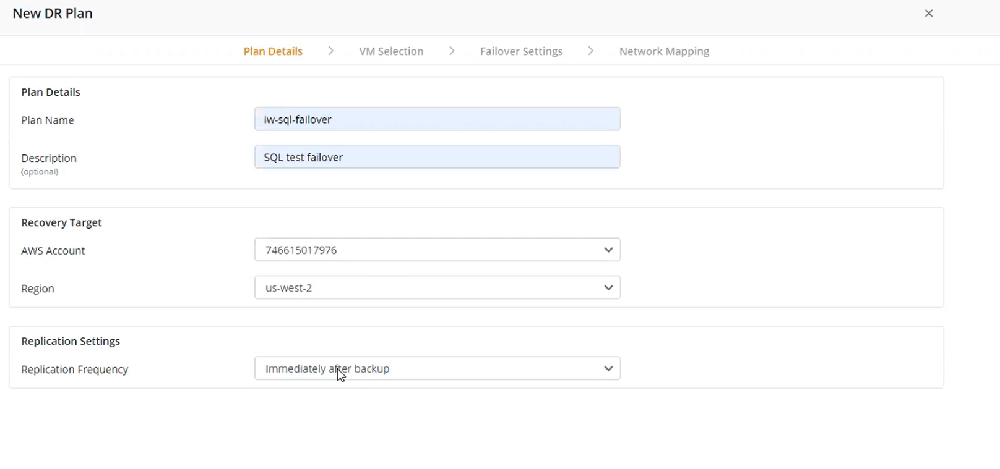 New DR Plan
Plan Details
VM Selection
Failover Settings
Network Mapping
Plan Details
Plan Name
iw-sql-failover
Description
(optional)
SQL test failover
Recovery Target
AWS Account
746615017976
Region
us-west-2
Replication Settings
Replication Frequency
Immediately after backup